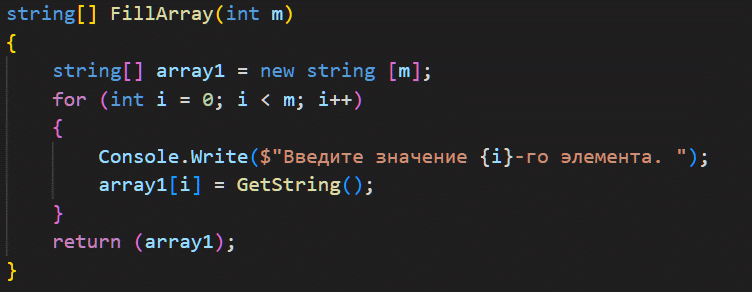 string[] FillArray(int m)
{
    string[] array1 = new string [m];
    for (int i = 0; i < m; i++)
    {
        Console.Write($"Введите значение {i}-го элемента. ");
        array1[i] = GetString();
    }
    return (array1);
}